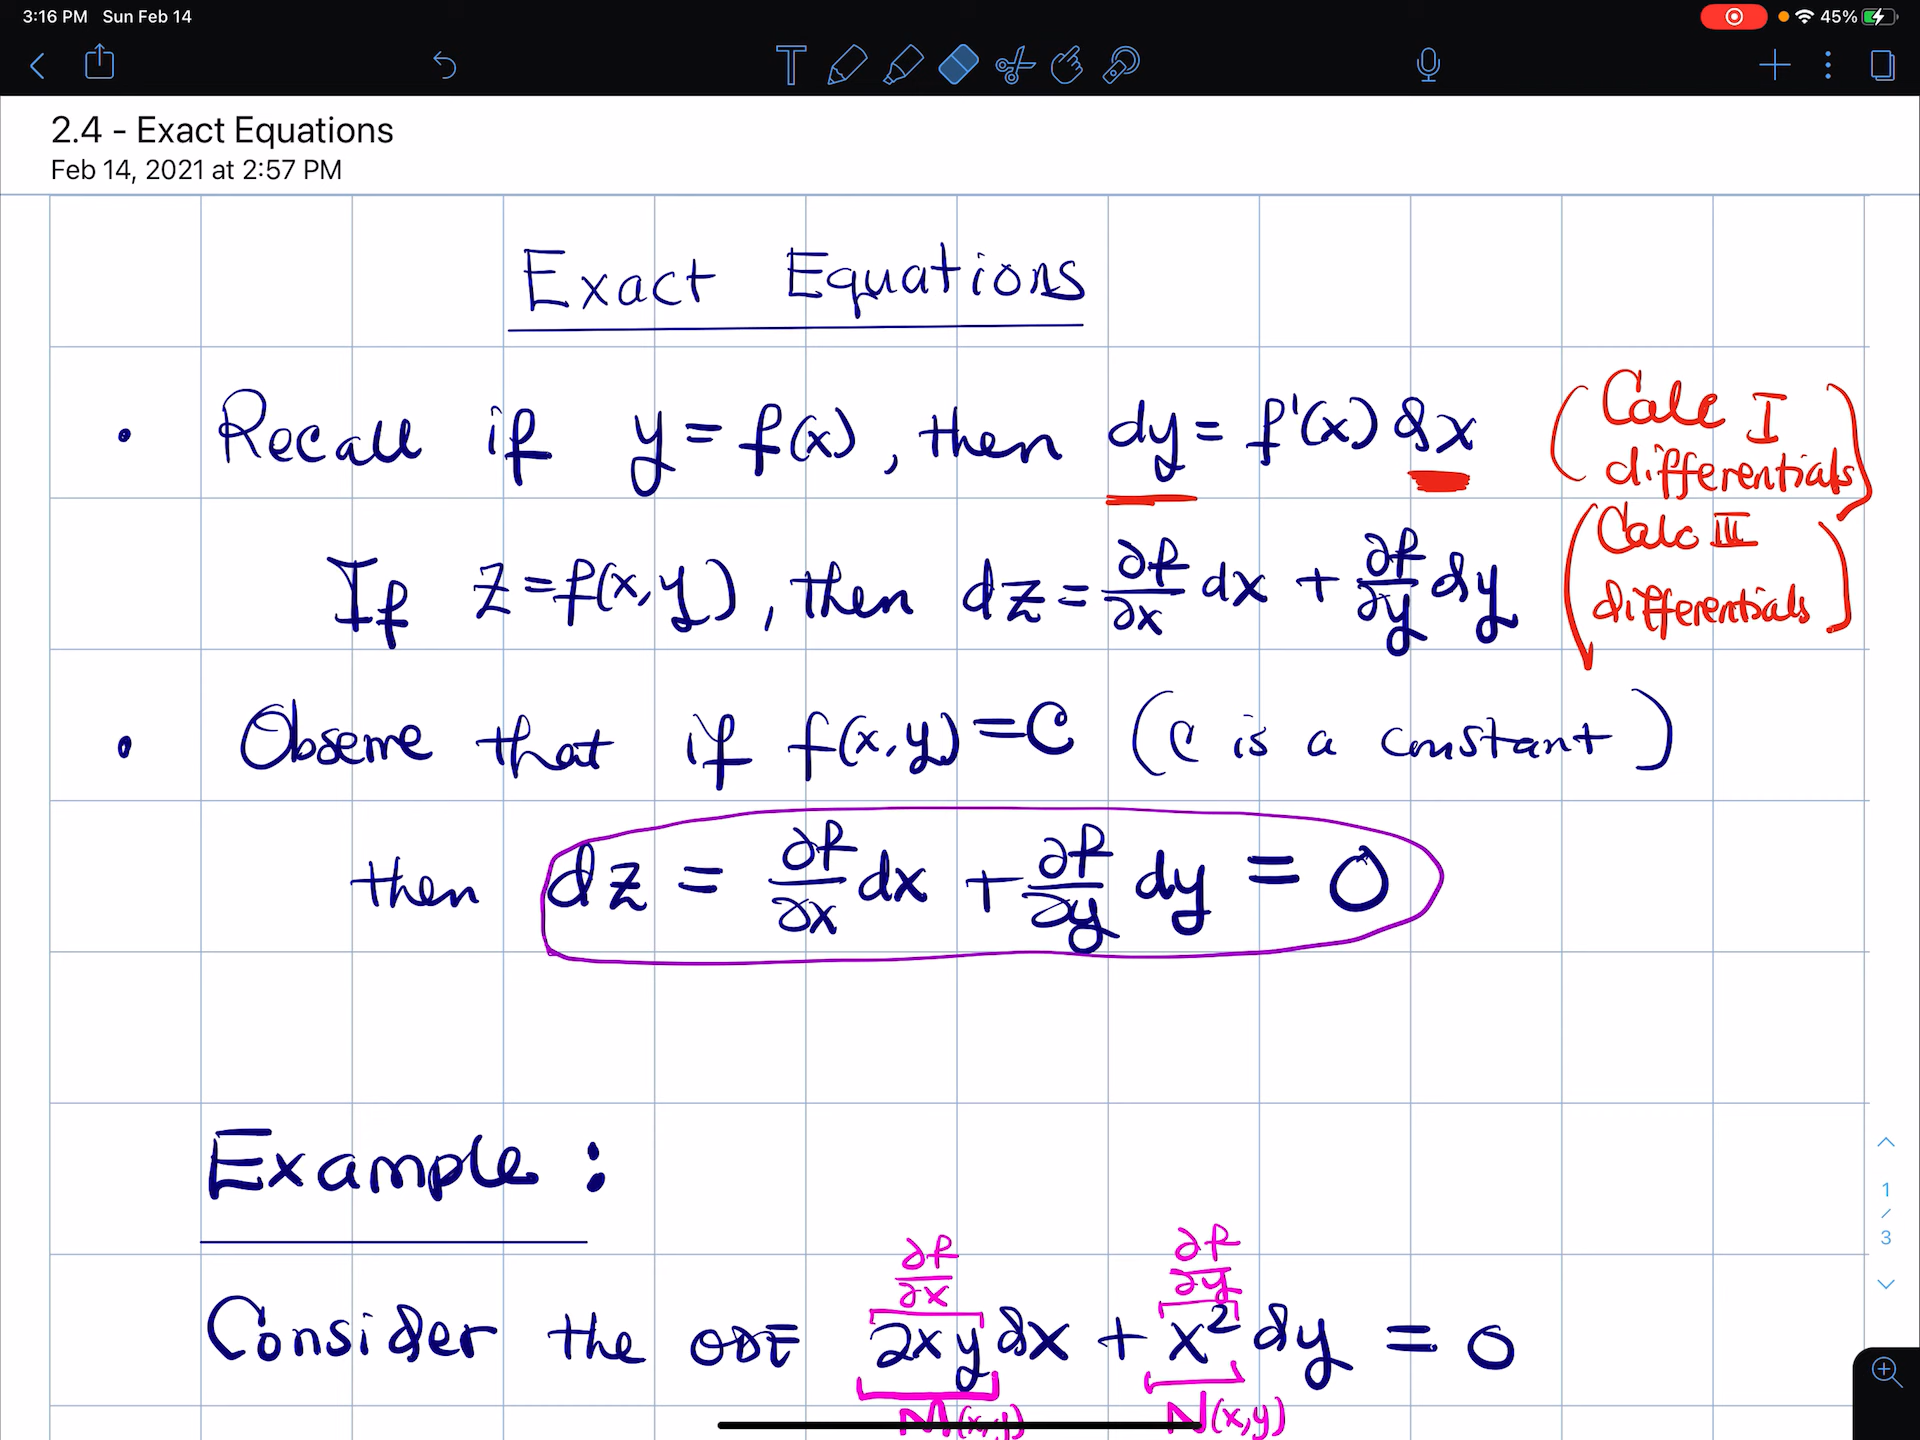 3:16 PM Sun Feb 14
45%
2.4 - Exact Equations
Feb 14, 2021 at 2:57 PM
Exact Equations
• Recall if y = f(x), then dy = f'(x) dx (Calc I differentials)
If z = f(x,y), then dz = ∂f/∂x dx + ∂f/∂y dy (Calc III differentials)
• Observe that if f(x,y) = C (C is a constant)
then dz = ∂f/∂x dx + ∂f/∂y dy = 0
Example :
∂f/∂x ∂f/∂y
Consider the ODE 2xy dx + x² dy = 0
M(x,y) N(x,y)
1
/
3